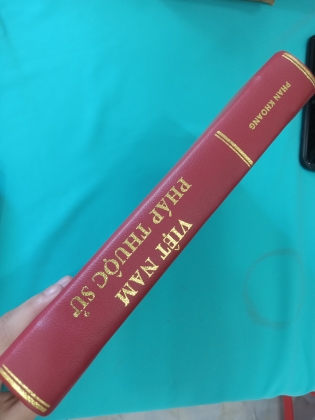 PHAN KHOANG
VIỆT NAM
PHÁP THUỘC SỬ